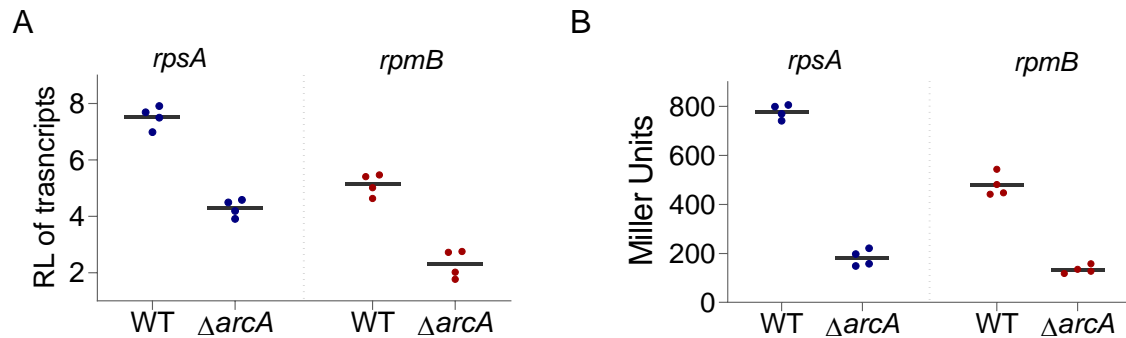 A
rpsA
rpmB
RL of trasncripts
8
6
4
2
WT
ΔarcA
WT
ΔarcA
B
rpsA
rpmB
Miller Units
800
600
400
200
0
WT
ΔarcA
WT
ΔarcA